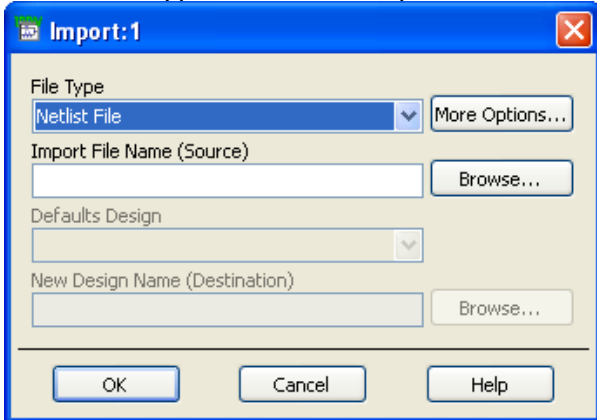 Import:1
File Type
Netlist File
More Options...
Import File Name (Source)
Browse...
Defaults Design
New Design Name (Destination)
Browse...
OK
Cancel
Help